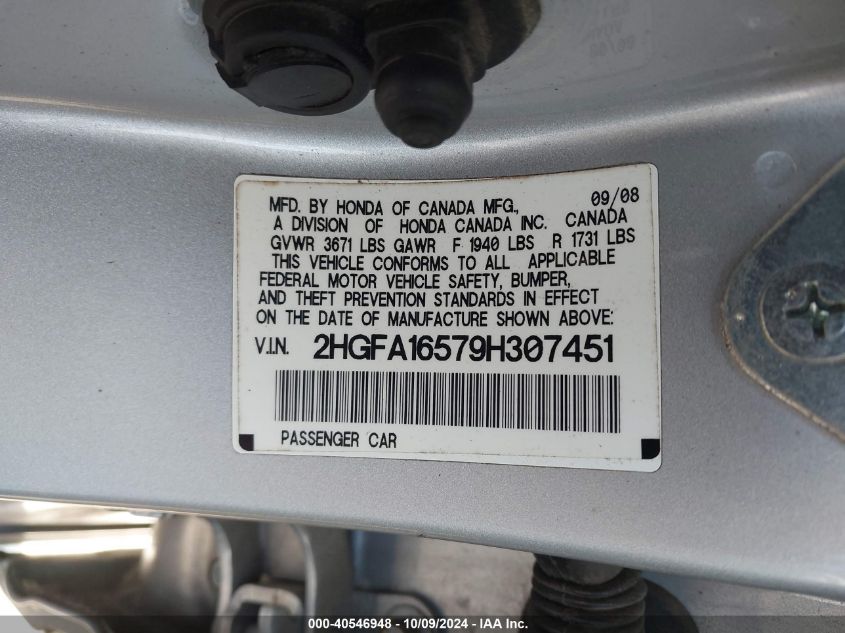 09/08
MFD. BY HONDA OF CANADA MFG.,
A DIVISION OF HONDA CANADA INC. CANADA
GVWR 3671 LBS GAWR F 1940 LBS R 1731 LBS
THIS VEHICLE CONFORMS TO ALL APPLICABLE
FEDERAL MOTOR VEHICLE SAFETY, BUMPER,
AND THEFT PREVENTION STANDARDS IN EFFECT
ON THE DATE OF MANUFACTURE SHOWN ABOVE:
V.I.N. 2HGFA16579H307451
PASSENGER CAR
000-40546948 - 10/09/2024 - IAA Inc.